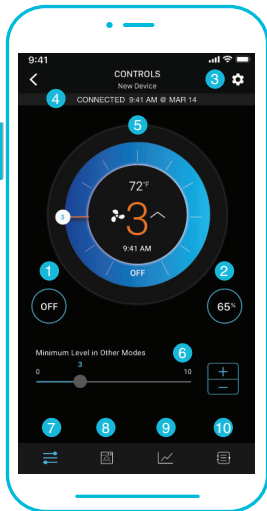 9:41
CONTROLS
New Device
3
4
CONNECTED 9:41 AM @ MAR 14
5
72°F
3
3
9:41 AM
OFF
1
2
OFF
65%
Minimum Level in Other Modes
6
3
0
10
+
−
7
8
9
10